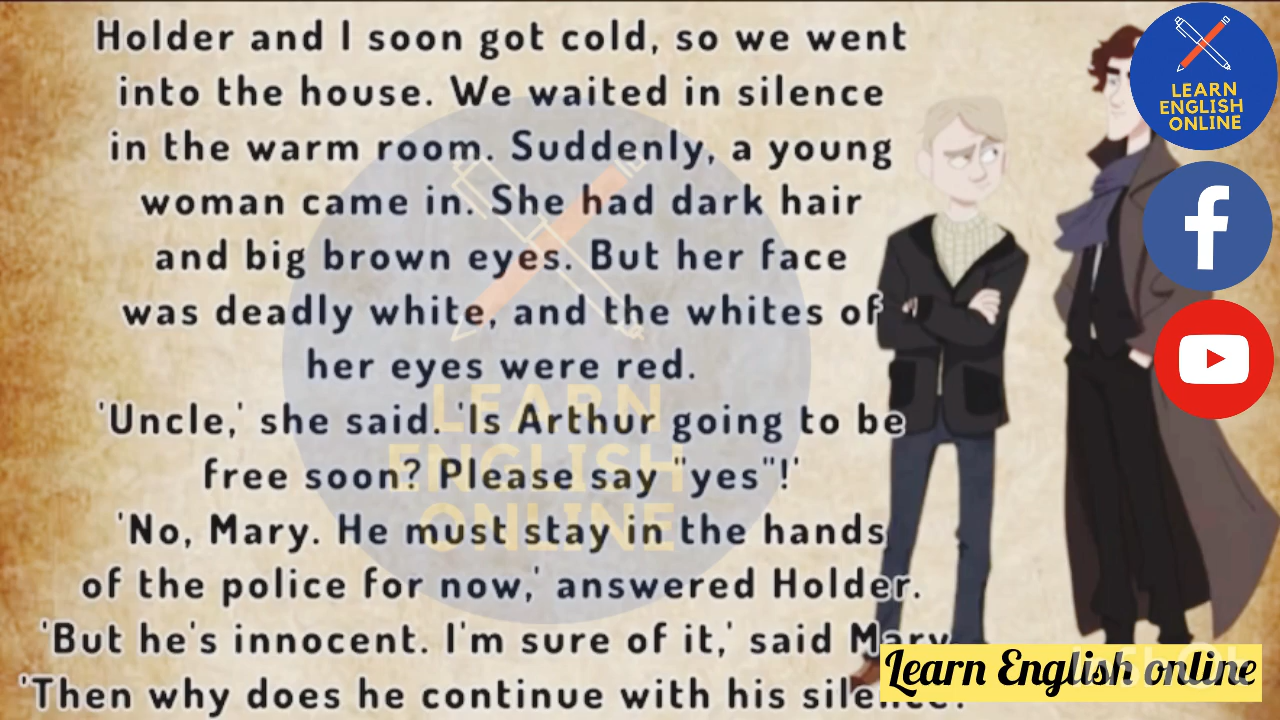 Holder and I soon got cold, so we went
into the house. We waited in silence
in the warm room. Suddenly, a young
woman came in. She had dark hair
and big brown eyes. But her face
was deadly white, and the whites of
her eyes were red.
'Uncle,' she said. 'Is Arthur going to be
free soon? Please say "yes"!'
'No, Mary. He must stay in the hands
of the police for now,' answered Holder.
'But he's innocent. I'm sure of it,' said Mary.
'Then why does he continue with his silence?
LEARN
ENGLISH
ONLINE
LEARN
ENGLISH
ONLINE
f
Learn English online